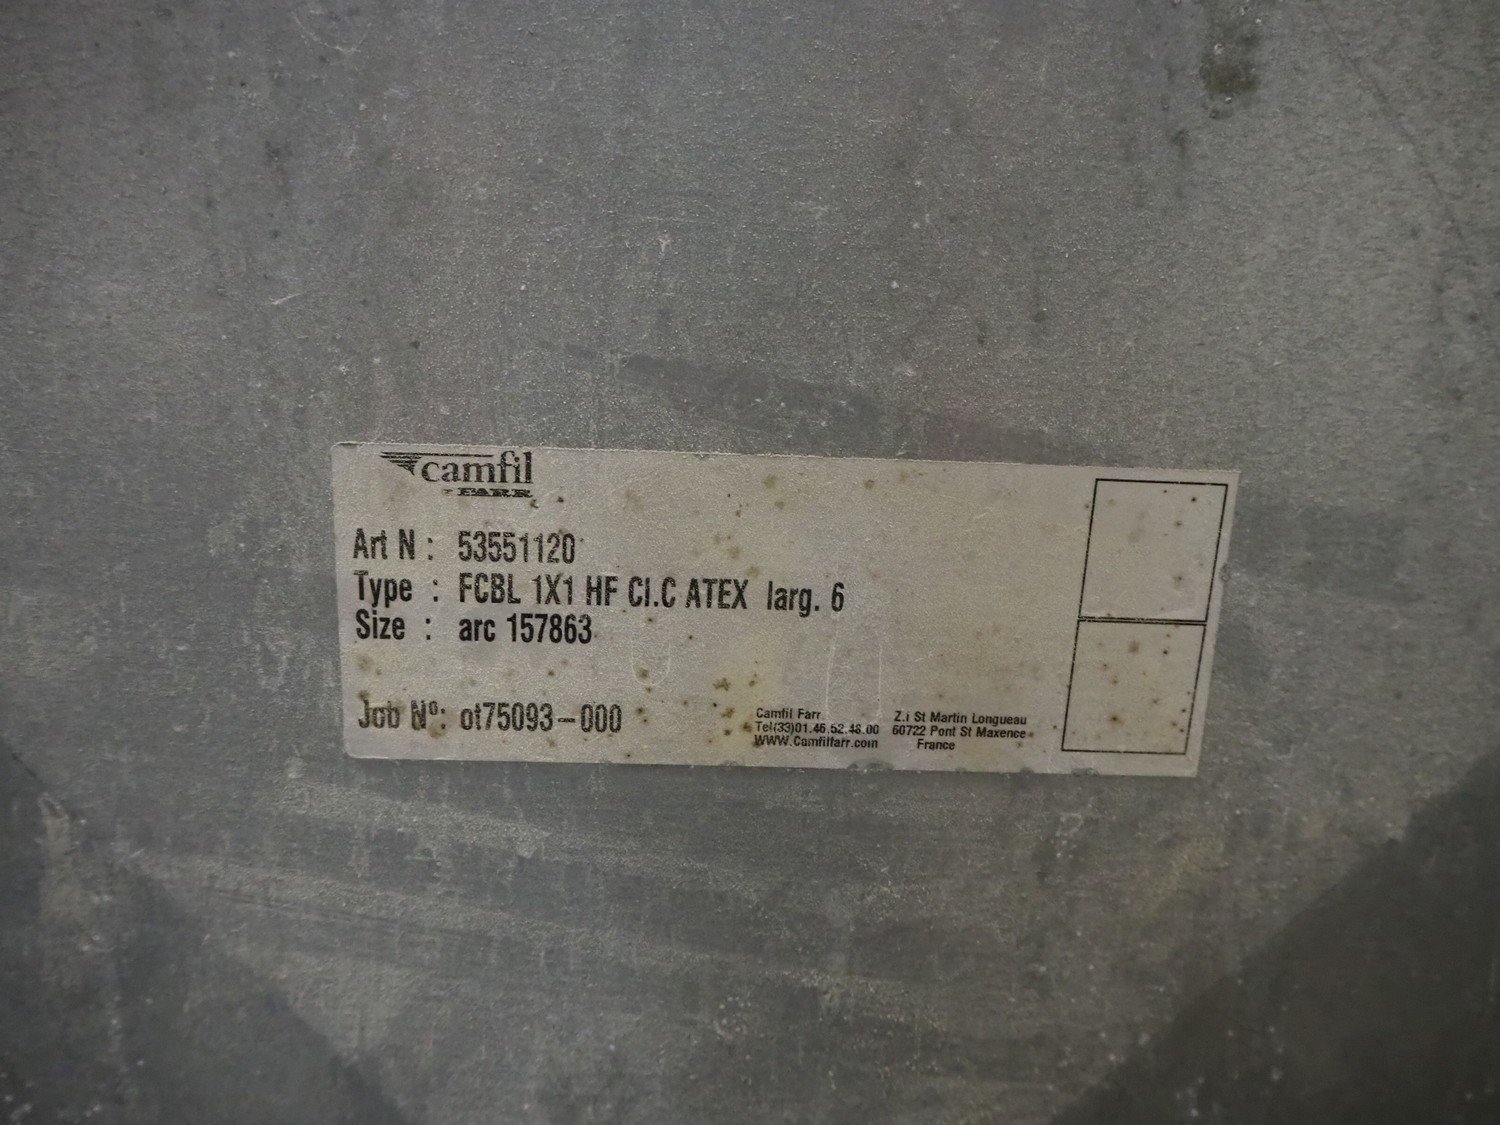 camfil
FARR
Art N : 53551120
Type : FCBL 1X1 HF Cl.C ATEX larg. 6
Size : arc 157863
Job Nº: ot75093-000
Camfil Farr Z.i St Martin Longueau
Tel(33)01.46.52.48.00 60722 Pont St Maxence
WWW.Camfilfarr.com France